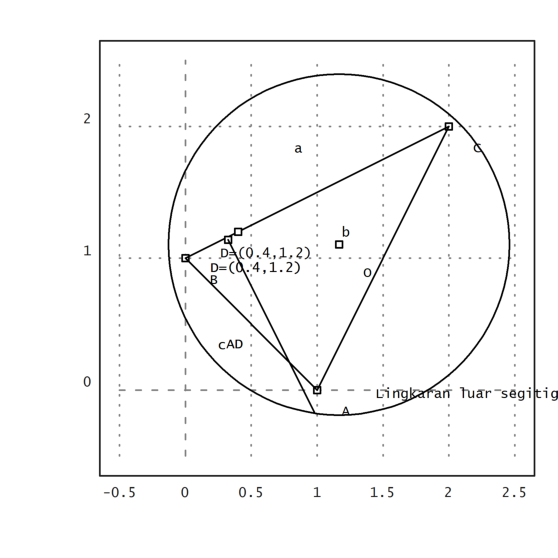 2
a
C
b
D=(0.4,1.2)
1
D=(0.4,1.2)
O
B
cAD
0
Lingkaran luar segitig
A
-0.5 0 0.5 1 1.5 2 2.5